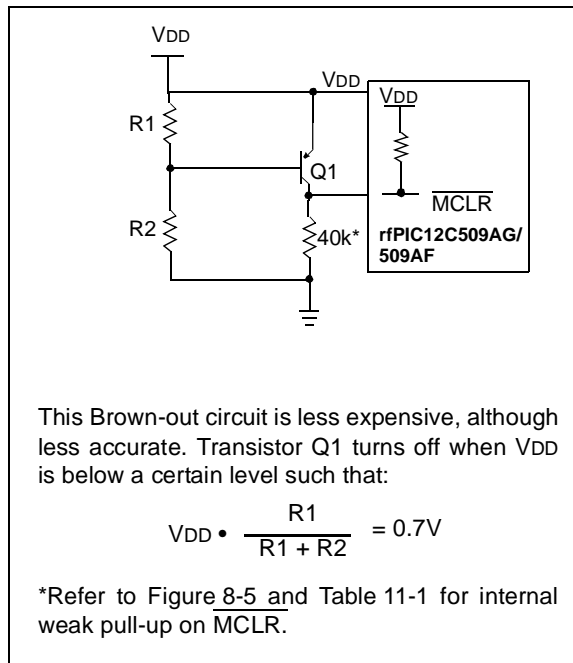 VDD
VDD
VDD
R1
Q1
MCLR
R2
40k*
rfPIC12C509AG/
509AF
This Brown-out circuit is less expensive, although
less accurate. Transistor Q1 turns off when VDD
is below a certain level such that:
VDD • R1 / R1 + R2 = 0.7V
*Refer to Figure 8-5 and Table 11-1 for internal
weak pull-up on MCLR.